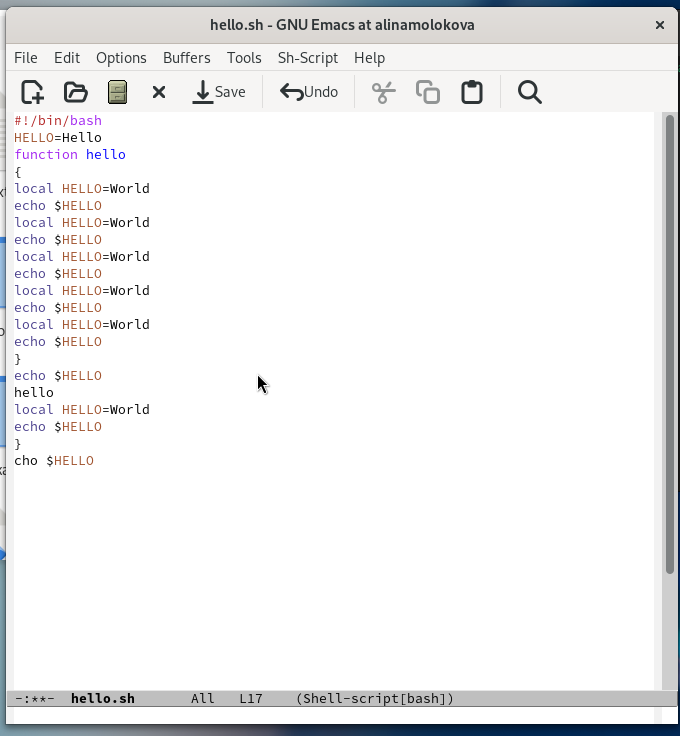 hello.sh - GNU Emacs at alinamolokova ×
File Edit Options Buffers Tools Sh-Script Help
Save Undo
#!/bin/bash
HELLO=Hello
function hello
{
local HELLO=World
echo $HELLO
local HELLO=World
echo $HELLO
local HELLO=World
echo $HELLO
local HELLO=World
echo $HELLO
local HELLO=World
echo $HELLO
}
echo $HELLO
hello
local HELLO=World
echo $HELLO
}
cho $HELLO
-:**- hello.sh All L17 (Shell-script[bash])